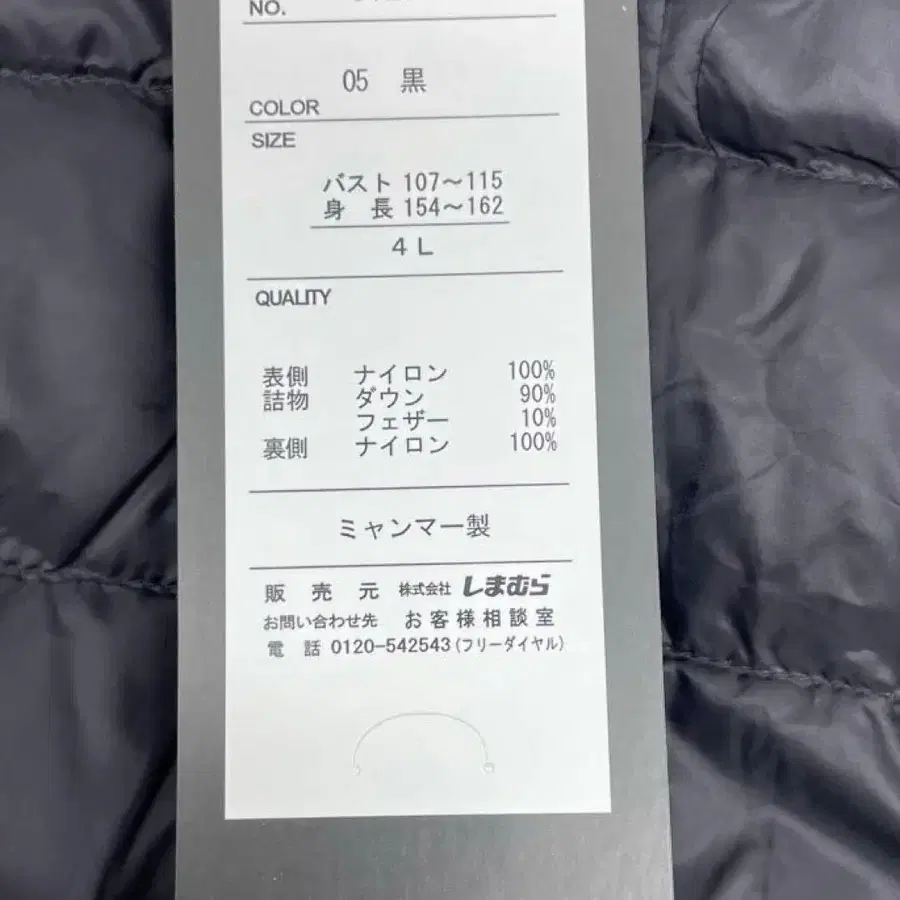 NO.
05 黒
COLOR
SIZE
バスト 107〜115
身 長 154〜162
4L
QUALITY
表側 ナイロン 100%
詰物 ダウン 90%
フェザー 10%
裏側 ナイロン 100%
ミャンマー製
販 売 元 株式会社 しまむら
お問い合わせ先 お客様相談室
電 話 0120-542543(フリーダイヤル)